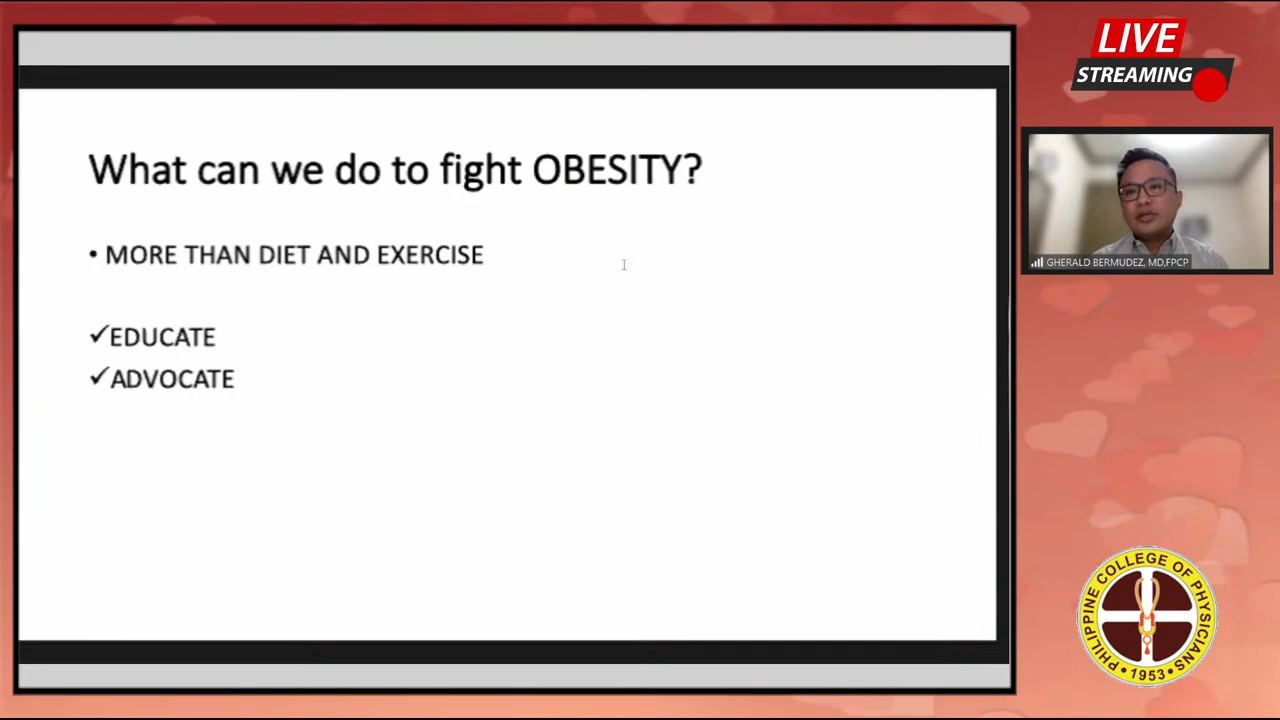 What can we do to fight OBESITY?
• MORE THAN DIET AND EXERCISE
✓EDUCATE
✓ADVOCATE
LIVE
STREAMING
GHERALD BERMUDEZ, MD,FPCP
PHILIPPINE COLLEGE OF PHYSICIANS
1953